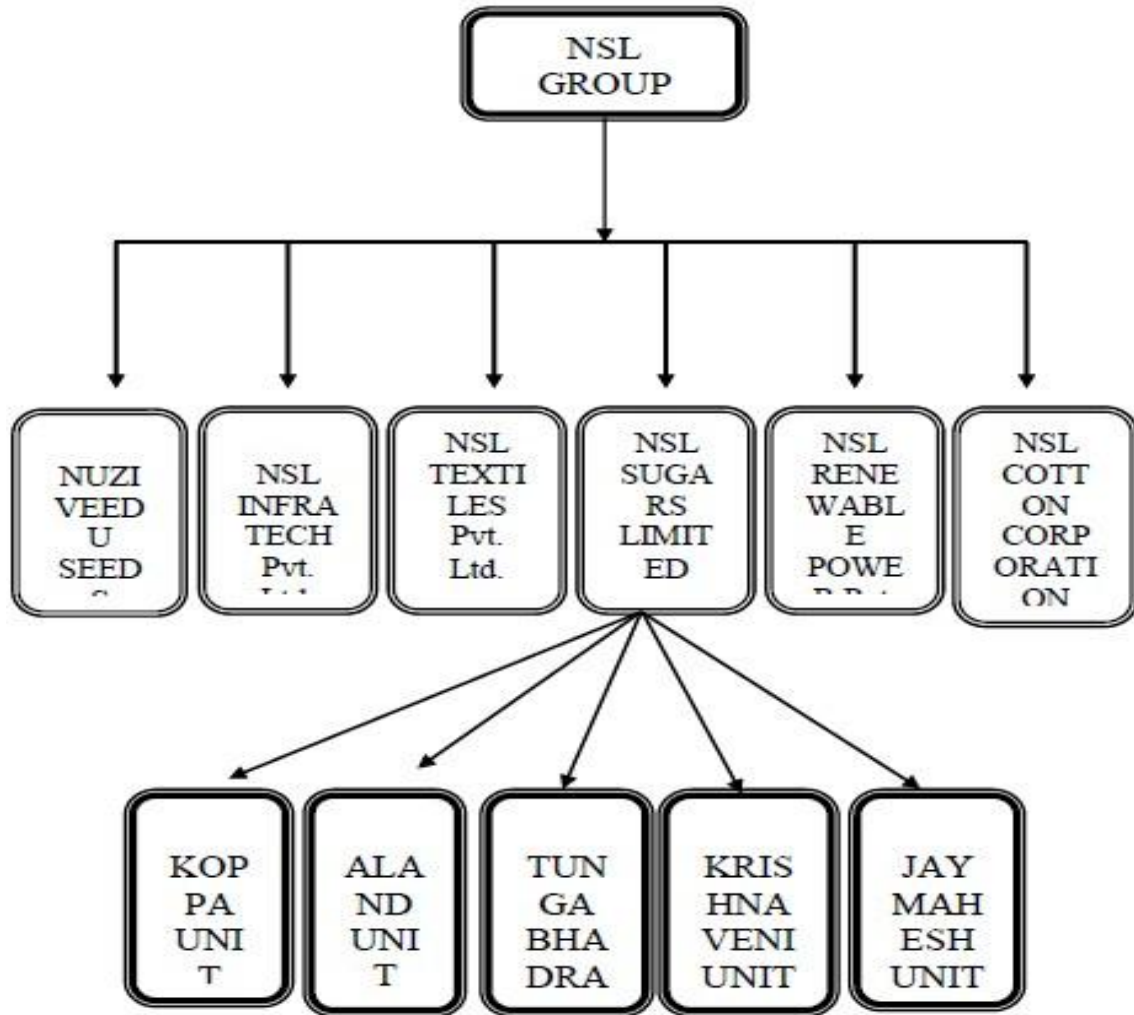 NSL
GROUP
NUZI
VEED
U
SEED
NSL
INFRA
TECH
Pvt.
NSL
TEXTI
LES
Pvt.
Ltd.
NSL
SUGA
RS
LIMIT
ED
NSL
RENE
WABL
E
POWE
NSL
COTT
ON
CORP
ORATI
ON
KOP
PA
UNI
T
ALA
ND
UNI
T
TUN
GA
BHA
DRA
KRIS
HNA
VENI
UNIT
JAY
MAH
ESH
UNIT